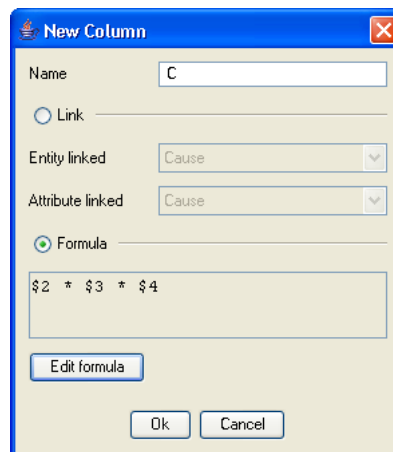 New Column
Name C
Link
Entity linked Cause
Attribute linked Cause
Formula
$2 * $3 * $4
Edit formula
Ok Cancel